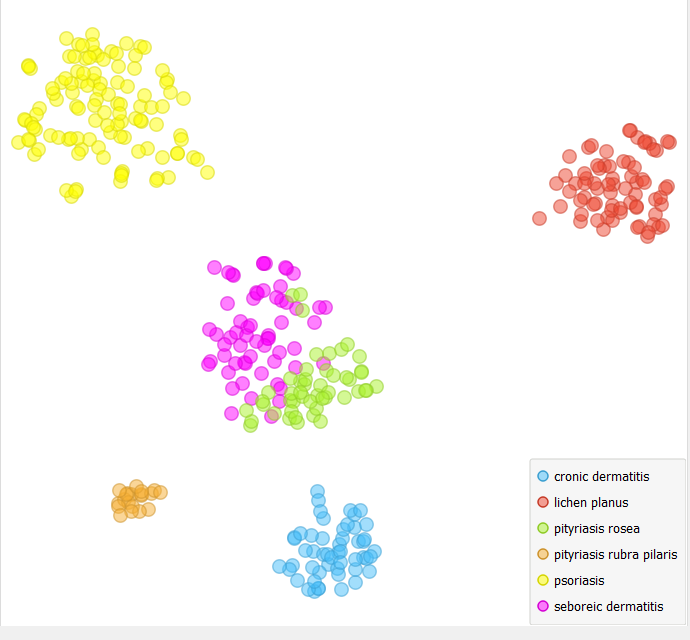 cronic dermatitis
lichen planus
pityriasis rosea
pityriasis rubra pilaris
psoriasis
seboreic dermatitis